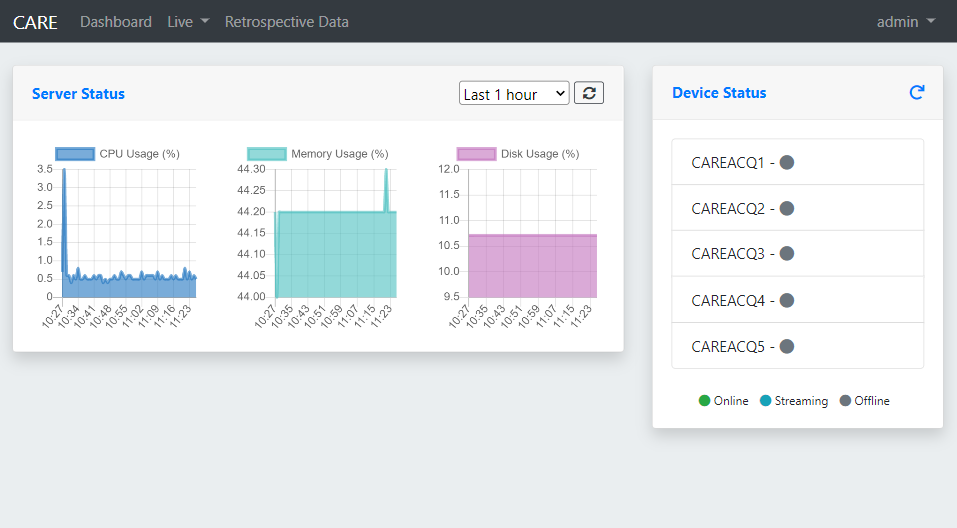 CARE Dashboard Live Retrospective Data admin
Server Status
Last 1 hour
CPU Usage (%)
3.5
3.0
2.5
2.0
1.5
1.0
0.5
0
10:27 10:34 10:41 10:48 10:55 11:02 11:09 11:16 11:23
Memory Usage (%)
44.30
44.25
44.20
44.15
44.10
44.05
44.00
10:27 10:35 10:43 10:51 10:59 11:07 11:15 11:23
Disk Usage (%)
12.0
11.5
11.0
10.5
10.0
9.5
10:27 10:35 10:43 10:51 10:59 11:07 11:15 11:23
Device Status
CAREACQ1 -
CAREACQ2 -
CAREACQ3 -
CAREACQ4 -
CAREACQ5 -
Online Streaming Offline